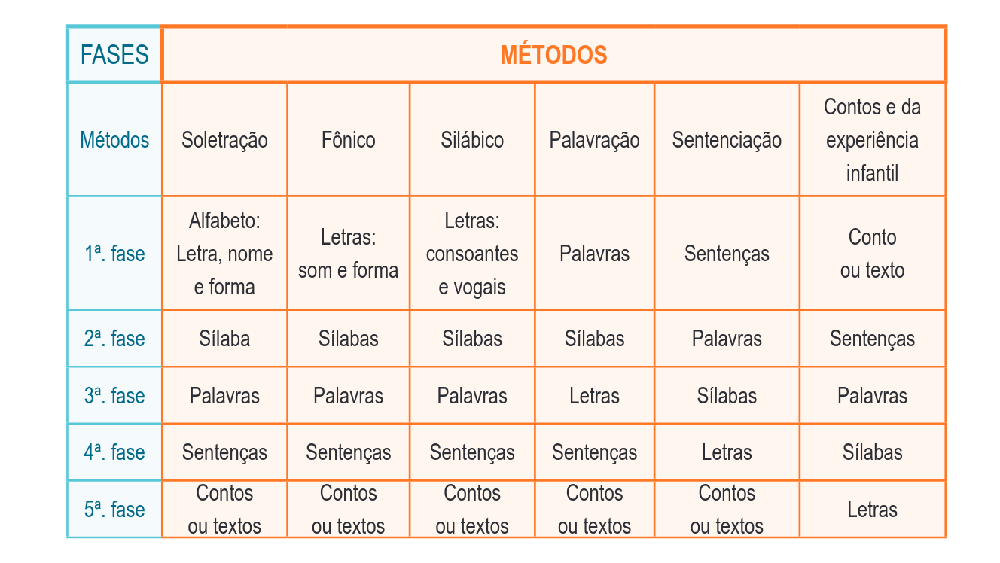 FASES MÉTODOS
Métodos Soletração Fônico Silábico Palavração Sentenciação Contos e da
experiência
infantil
1ª. fase Alfabeto:
Letra, nome
e forma
Letras:
som e forma
Letras:
consoantes
e vogais
Palavras Sentenças Conto
ou texto
2ª. fase Sílaba Sílabas Sílabas Sílabas Palavras Sentenças
3ª. fase Palavras Palavras Palavras Letras Sílabas Palavras
4ª. fase Sentenças Sentenças Sentenças Sentenças Letras Sílabas
5ª. fase Contos
ou textos
Contos
ou textos
Contos
ou textos
Contos
ou textos
Contos
ou textos
Letras